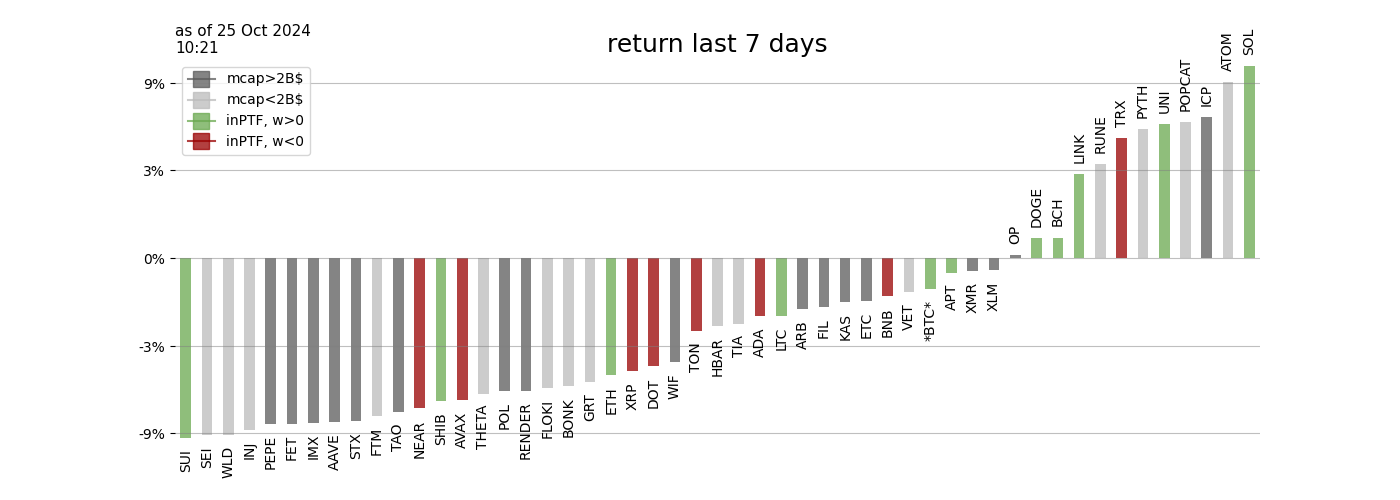 as of 25 Oct 2024
10:21
return last 7 days
mcap>2B$
mcap<2B$
inPTF, w>0
inPTF, w<0
9%
3%
0%
-3%
-9%
SUI
SEI
WLD
INJ
PEPE
FET
IMX
AAVE
STX
FTM
TAO
NEAR
SHIB
AVAX
THETA
POL
RENDER
FLOKI
BONK
GRT
ETH
XRP
DOT
WIF
TON
HBAR
TIA
ADA
LTC
ARB
FIL
KAS
ETC
BNB
VET
*BTC*
APT
XMR
XLM
OP
DOGE
BCH
LINK
RUNE
TRX
PYTH
UNI
POPCAT
ICP
ATOM
SOL